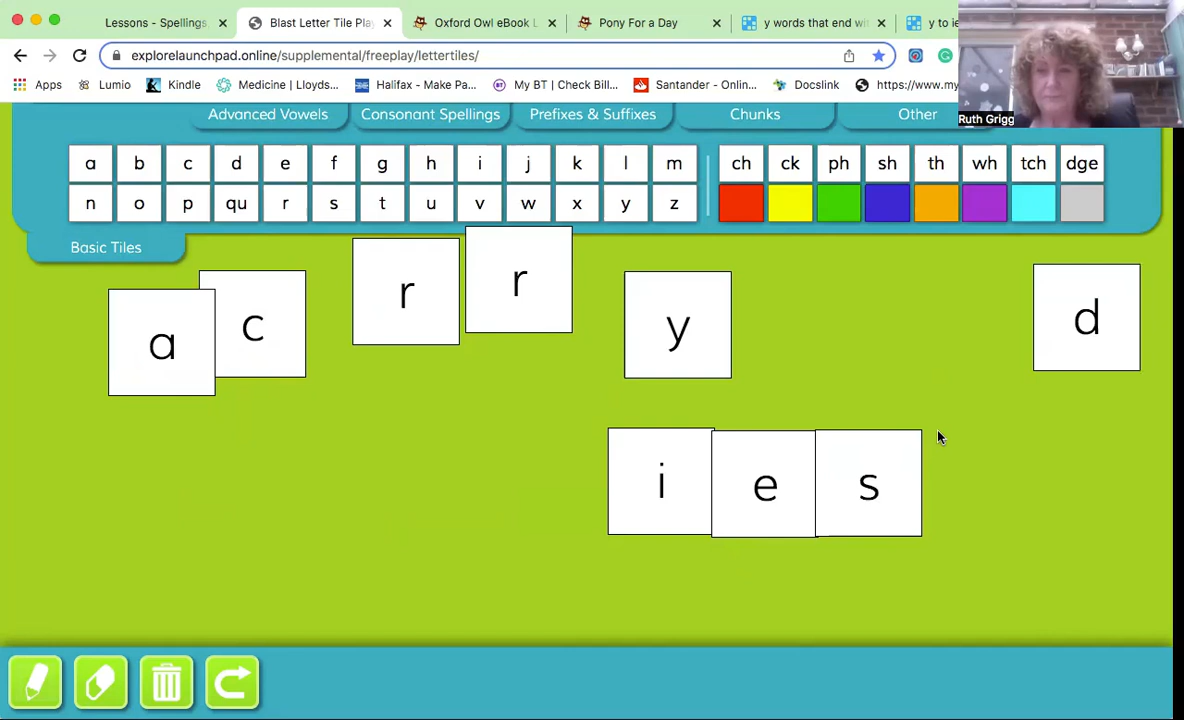 Lessons - Spellings
Blast Letter Tile Pla
Oxford Owl eBook L
Pony For a Day
y words that end wit
y to ie
explorelaunchpad.online/supplemental/freeplay/lettertiles/
Apps Lumio Kindle Medicine | Lloyds... Halifax - Make Pa... My BT | Check Bill... Santander - Onlin... Docslink https://www.my
Ruth Grigg
Advanced Vowels Consonant Spellings Prefixes & Suffixes Chunks Other
a b c d e f g h i j k l m ch ck ph sh th wh tch dge
n o p qu r s t u v w x y z
Basic Tiles
a c r r y d
i e s